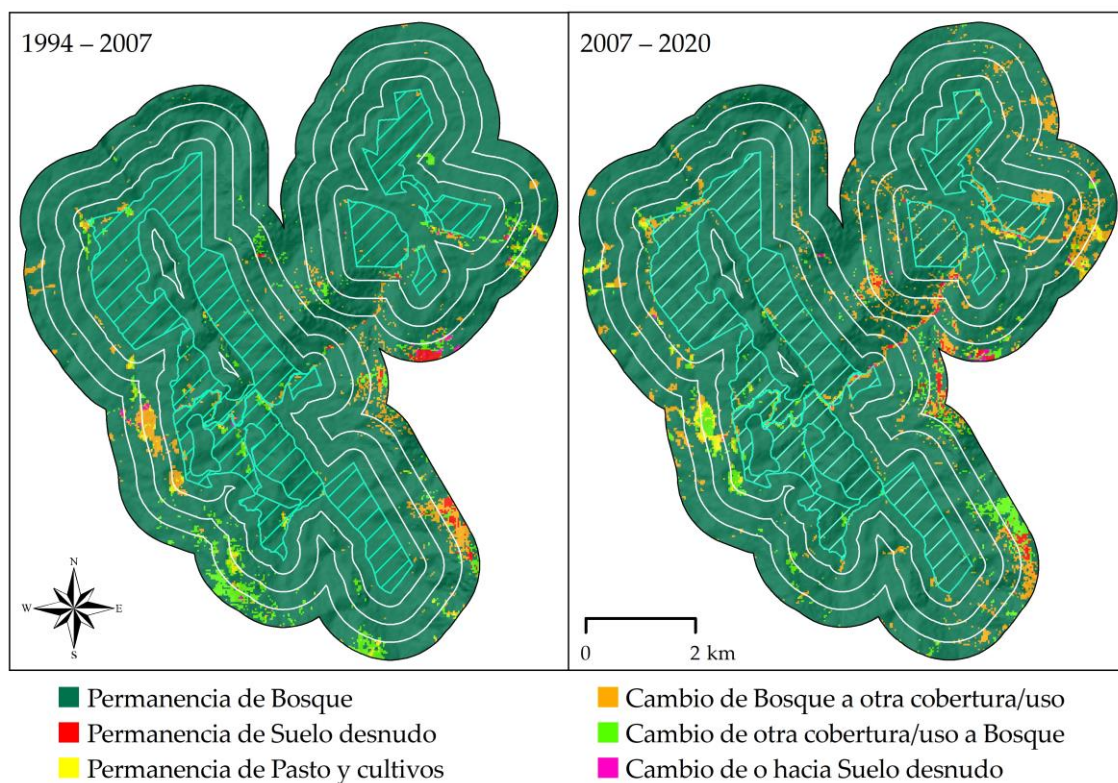 1994 – 2007
2007 – 2020
N
W
E
S
0
2 km
Permanencia de Bosque
Permanencia de Suelo desnudo
Permanencia de Pasto y cultivos
Cambio de Bosque a otra cobertura/uso
Cambio de otra cobertura/uso a Bosque
Cambio de o hacia Suelo desnudo